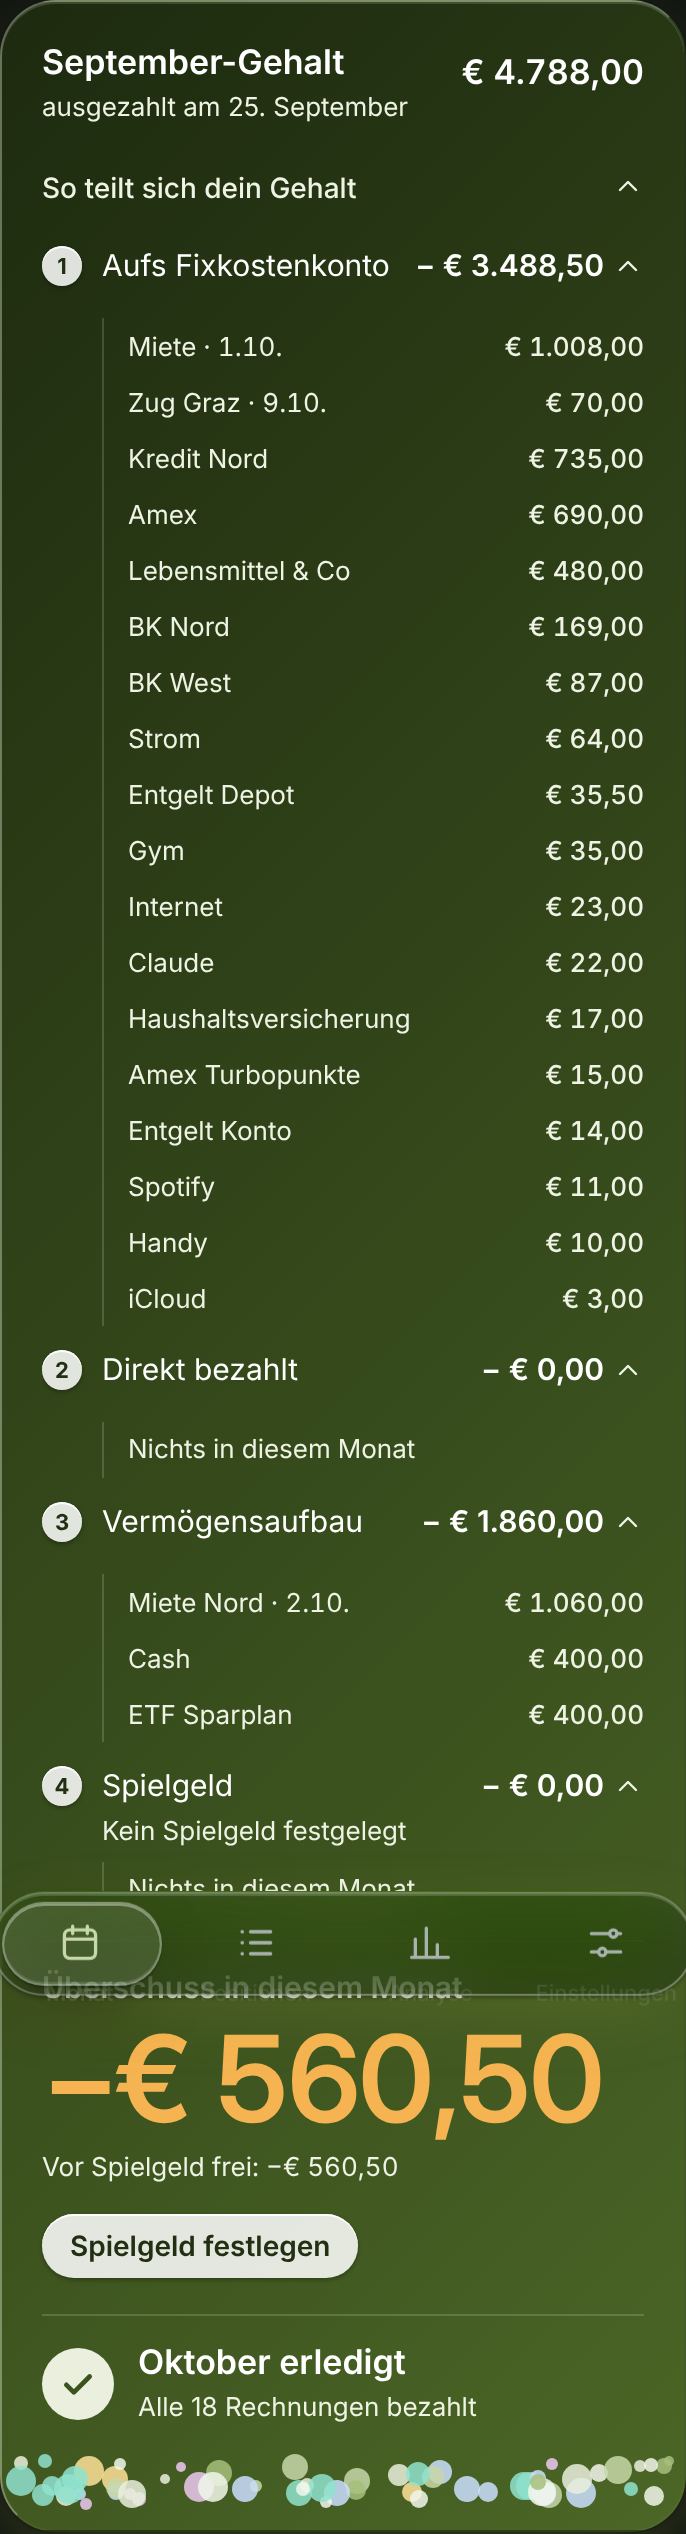 September-Gehalt
€ 4.788,00
ausgezahlt am 25. September
So teilt sich dein Gehalt
1 Aufs Fixkostenkonto – € 3.488,50
Miete · 1.10. € 1.008,00
Zug Graz · 9.10. € 70,00
Kredit Nord € 735,00
Amex € 690,00
Lebensmittel & Co € 480,00
BK Nord € 169,00
BK West € 87,00
Strom € 64,00
Entgelt Depot € 35,50
Gym € 35,00
Internet € 23,00
Claude € 22,00
Haushaltsversicherung € 17,00
Amex Turbopunkte € 15,00
Entgelt Konto € 14,00
Spotify € 11,00
Handy € 10,00
iCloud € 3,00
2 Direkt bezahlt – € 0,00
Nichts in diesem Monat
3 Vermögensaufbau – € 1.860,00
Miete Nord · 2.10. € 1.060,00
Cash € 400,00
ETF Sparplan € 400,00
4 Spielgeld – € 0,00
Kein Spielgeld festgelegt
Nichts in diesem Monat
Überschuss in diesem Monat
Einstellungen
–€ 560,50
Vor Spielgeld frei: −€ 560,50
Spielgeld festlegen
Oktober erledigt
Alle 18 Rechnungen bezahlt